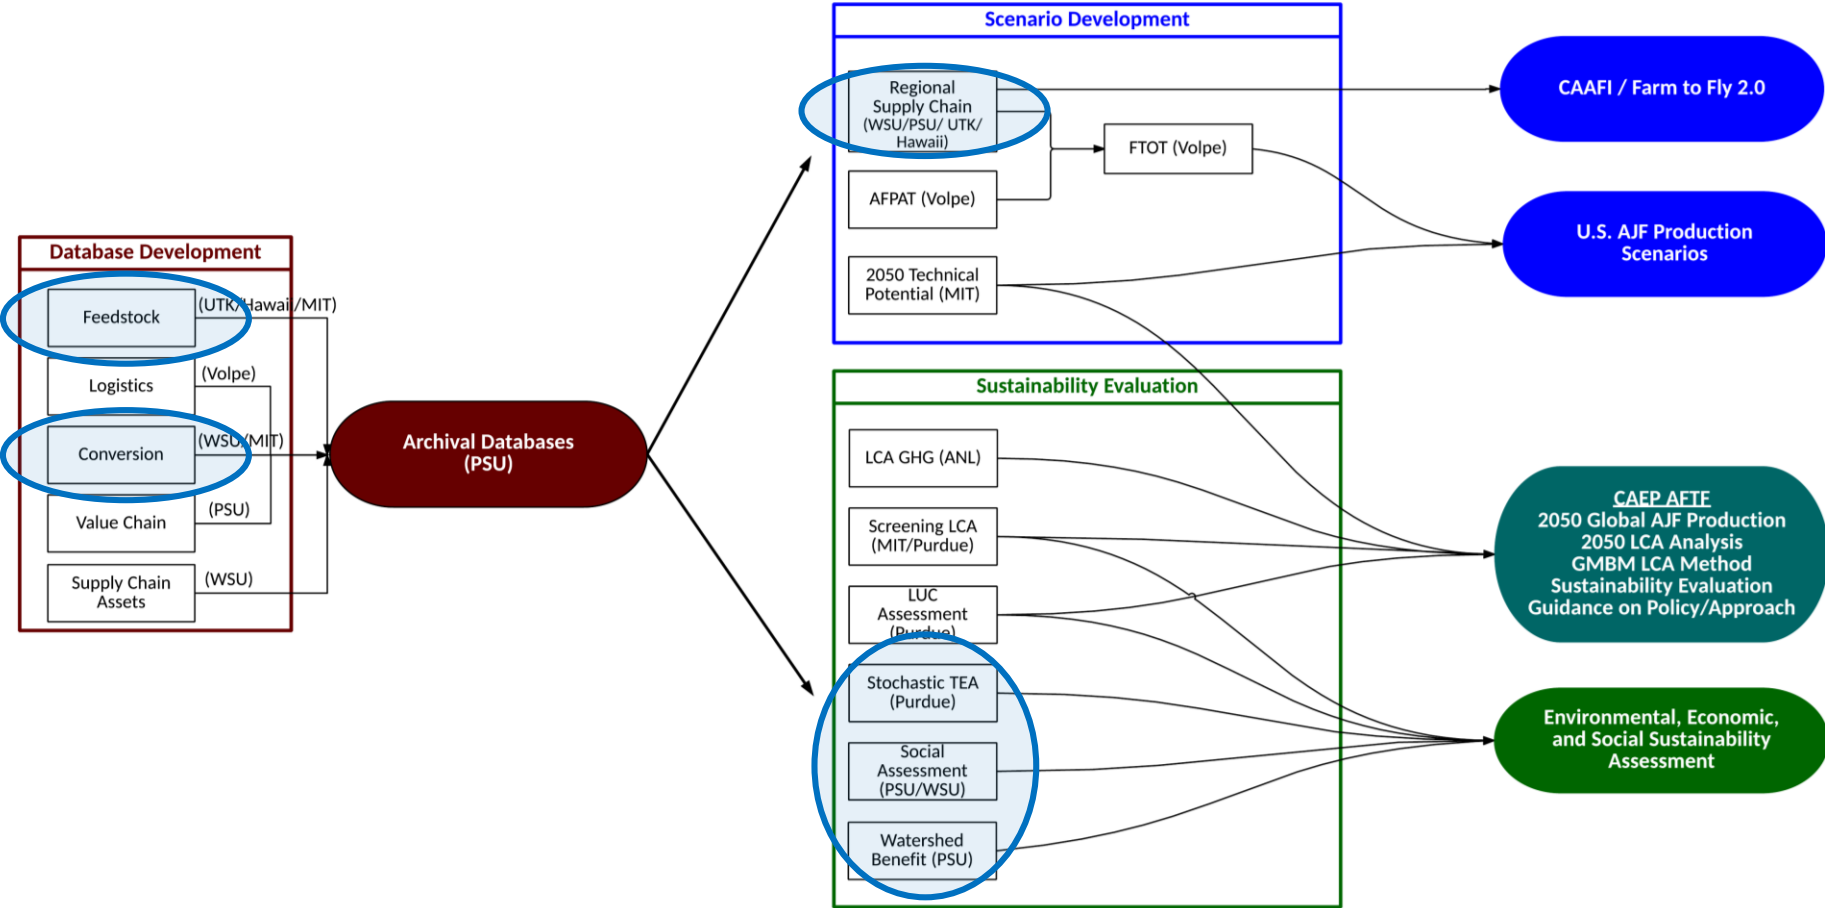 Database Development
Feedstock
(UTK/Hawaii/MIT)
Logistics
(Volpe)
Conversion
(WSU/MIT)
Value Chain
(PSU)
Supply Chain
Assets
(WSU)
Archival Databases
(PSU)
Scenario Development
Regional
Supply Chain
(WSU/PSU/ UTK/
Hawaii)
AFPAT (Volpe)
FTOT (Volpe)
2050 Technical
Potential (MIT)
Sustainability Evaluation
LCA GHG (ANL)
Screening LCA
(MIT/Purdue)
LUC
Assessment
(Purdue)
Stochastic TEA
(Purdue)
Social
Assessment
(PSU/WSU)
Watershed
Benefit (PSU)
CAAFI / Farm to Fly 2.0
U.S. AJF Production
Scenarios
CAEP AFTF
2050 Global AJF Production
2050 LCA Analysis
GMBM LCA Method
Sustainability Evaluation
Guidance on Policy/Approach
Environmental, Economic,
and Social Sustainability
Assessment